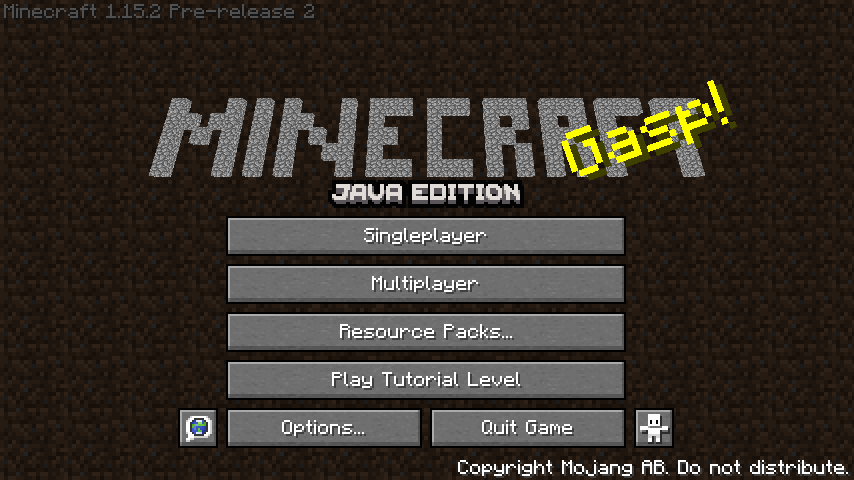 Minecraft 1.15.2 Pre-release 2
MINECRAFT
Gasp!
JAVA EDITION
Singleplayer
Multiplayer
Resource Packs...
Play Tutorial Level
Options...
Quit Game
Copyright Mojang AB. Do not distribute.